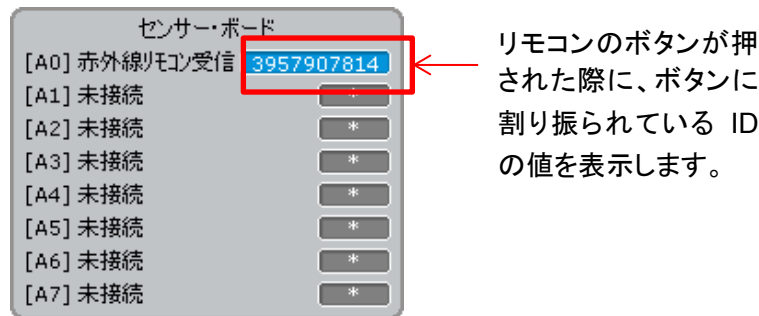 センサー・ボード
[A0] 赤外線リモコン受信 3957907814
[A1] 未接続 *
[A2] 未接続 *
[A3] 未接続 *
[A4] 未接続 *
[A5] 未接続 *
[A6] 未接続 *
[A7] 未接続 *
リモコンのボタンが押
された際に、ボタンに
割り振られている ID
の値を表示します。